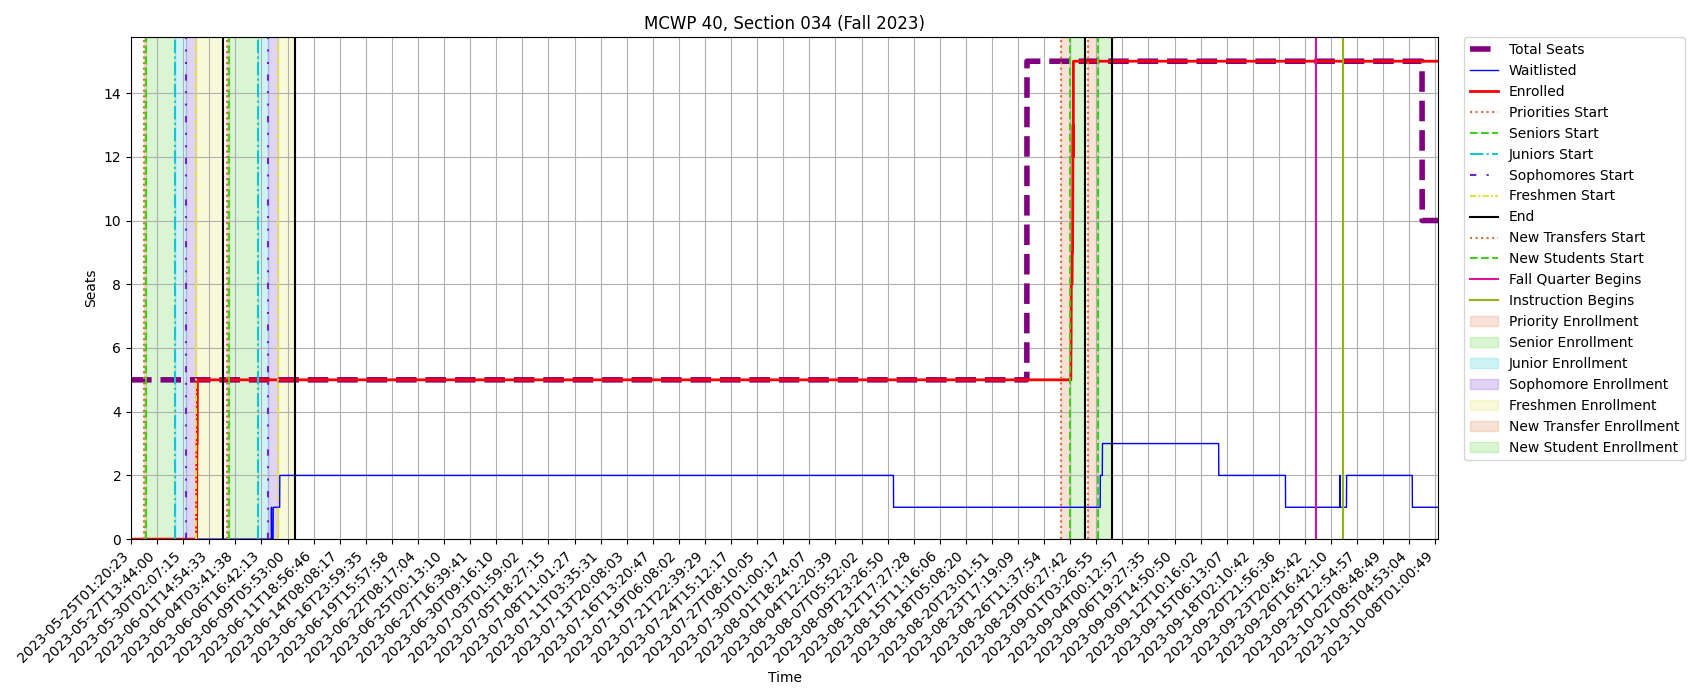 MCWP 40, Section 034 (Fall 2023)
Seats
14
12
10
8
6
4
2
0
2023-05-25T01:20:23
2023-05-27T13:44:00
2023-05-30T02:07:15
2023-06-01T14:54:33
2023-06-04T03:41:38
2023-06-06T16:42:13
2023-06-09T05:53:00
2023-06-11T18:56:46
2023-06-14T08:08:17
2023-06-16T23:59:35
2023-06-19T15:57:58
2023-06-22T08:17:04
2023-06-25T00:13:10
2023-06-27T16:39:41
2023-06-30T09:16:10
2023-07-03T01:59:02
2023-07-05T18:27:15
2023-07-08T11:01:27
2023-07-11T03:35:31
2023-07-13T20:08:03
2023-07-16T13:20:47
2023-07-19T06:08:02
2023-07-21T22:39:29
2023-07-24T15:12:17
2023-07-27T08:10:05
2023-07-30T01:00:17
2023-08-01T18:24:07
2023-08-04T12:20:39
2023-08-07T05:52:02
2023-08-09T23:26:50
2023-08-12T17:27:28
2023-08-15T11:16:06
2023-08-18T05:08:20
2023-08-20T23:01:51
2023-08-23T17:19:09
2023-08-26T11:37:54
2023-08-29T06:27:42
2023-09-01T03:26:55
2023-09-04T00:12:57
2023-09-06T19:27:35
2023-09-09T14:50:50
2023-09-12T10:16:02
2023-09-15T06:13:07
2023-09-18T02:10:42
2023-09-20T21:56:36
2023-09-23T20:45:42
2023-09-26T16:42:10
2023-09-29T12:54:57
2023-10-02T08:48:49
2023-10-05T04:53:04
2023-10-08T01:00:49
Time
Total Seats
Waitlisted
Enrolled
Priorities Start
Seniors Start
Juniors Start
Sophomores Start
Freshmen Start
End
New Transfers Start
New Students Start
Fall Quarter Begins
Instruction Begins
Priority Enrollment
Senior Enrollment
Junior Enrollment
Sophomore Enrollment
Freshmen Enrollment
New Transfer Enrollment
New Student Enrollment